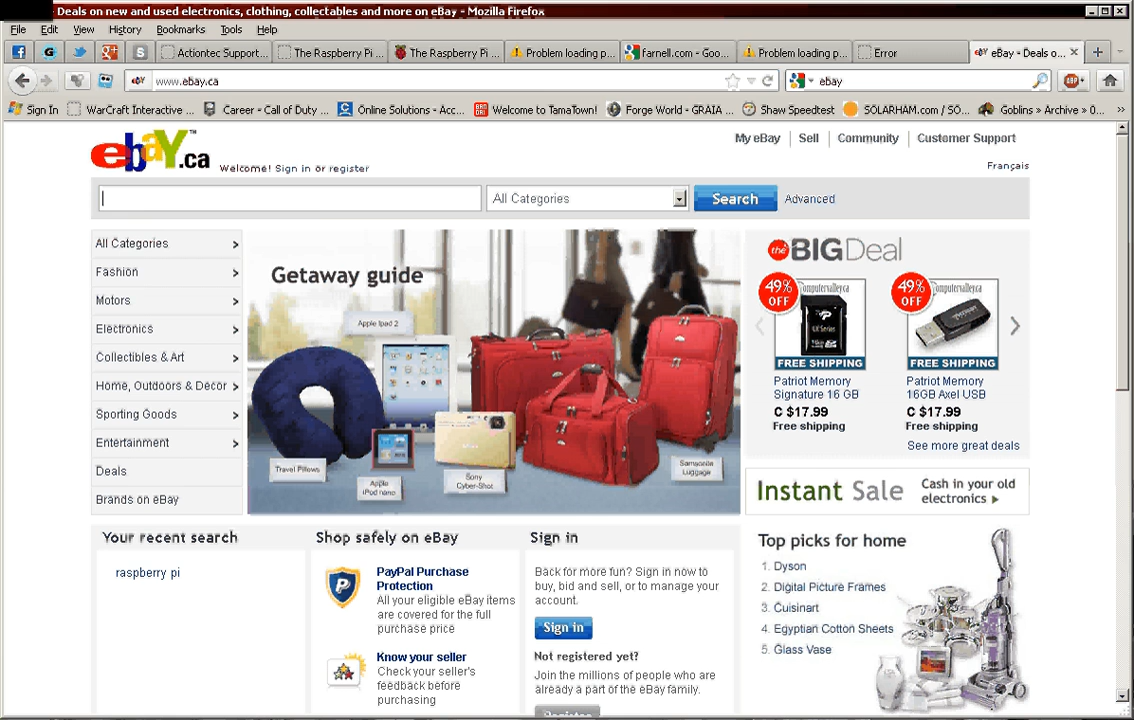 Deals on new and used electronics, clothing, collectables and more on eBay - Mozilla Firefox
File Edit View History Bookmarks Tools Help
Actiontec Support... The Raspberry Pi ... The Raspberry Pi ... Problem loading p... farnell.com - Goo... Problem loading p... Error eBay - Deals o...
www.ebay.ca ebay
Sign In WarCraft Interactive ... Career - Call of Duty ... Online Solutions - Acc... Welcome to TamaTown! Forge World - GRAIA ... Shaw Speedtest SOLARHAM.com / SO... Goblins » Archive » 0...
ebay.ca
Welcome! Sign in or register
My eBay Sell Community Customer Support
Français
All Categories
Search
Advanced
All Categories
Fashion
Motors
Electronics
Collectibles & Art
Home, Outdoors & Decor
Sporting Goods
Entertainment
Deals
Brands on eBay
Getaway guide
Apple Ipad 2
Travel Pillows
Apple
iPod nano
Sony
Cyber-Shot
Samsonite
Luggage
the BIG Deal
49% OFF
Computervalley.ca
FREE SHIPPING
Patriot Memory
Signature 16 GB
C $17.99
Free shipping
49% OFF
Computervalley.ca
FREE SHIPPING
Patriot Memory
16GB Axel USB
C $17.99
Free shipping
See more great deals
Instant Sale
Cash in your old
electronics
Your recent search
raspberry pi
Shop safely on eBay
PayPal Purchase
Protection
All your eligible eBay items
are covered for the full
purchase price
Know your seller
Check your seller's
feedback before
purchasing
Sign in
Back for more fun? Sign in now to
buy, bid and sell, or to manage your
account.
Sign in
Not registered yet?
Join the millions of people who are
already a part of the eBay family.
Register
Top picks for home
1. Dyson
2. Digital Picture Frames
3. Cuisinart
4. Egyptian Cotton Sheets
5. Glass Vase